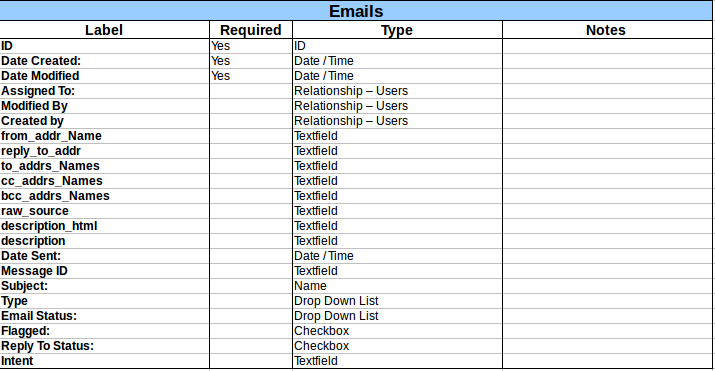 Emails
Label Required Type Notes
ID Yes ID
Date Created: Yes Date / Time
Date Modified Yes Date / Time
Assigned To: Relationship – Users
Modified By Relationship – Users
Created by Relationship – Users
from_addr_Name Textfield
reply_to_addr Textfield
to_addrs_Names Textfield
cc_addrs_Names Textfield
bcc_addrs_Names Textfield
raw_source Textfield
description_html Textfield
description Textfield
Date Sent: Date / Time
Message ID Textfield
Subject: Name
Type Drop Down List
Email Status: Drop Down List
Flagged: Checkbox
Reply To Status: Checkbox
Intent Textfield